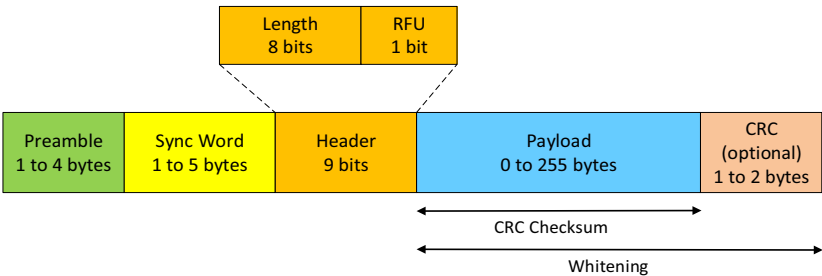 Length
8 bits
RFU
1 bit
Preamble
1 to 4 bytes
Sync Word
1 to 5 bytes
Header
9 bits
Payload
0 to 255 bytes
CRC
(optional)
1 to 2 bytes
CRC Checksum
Whitening